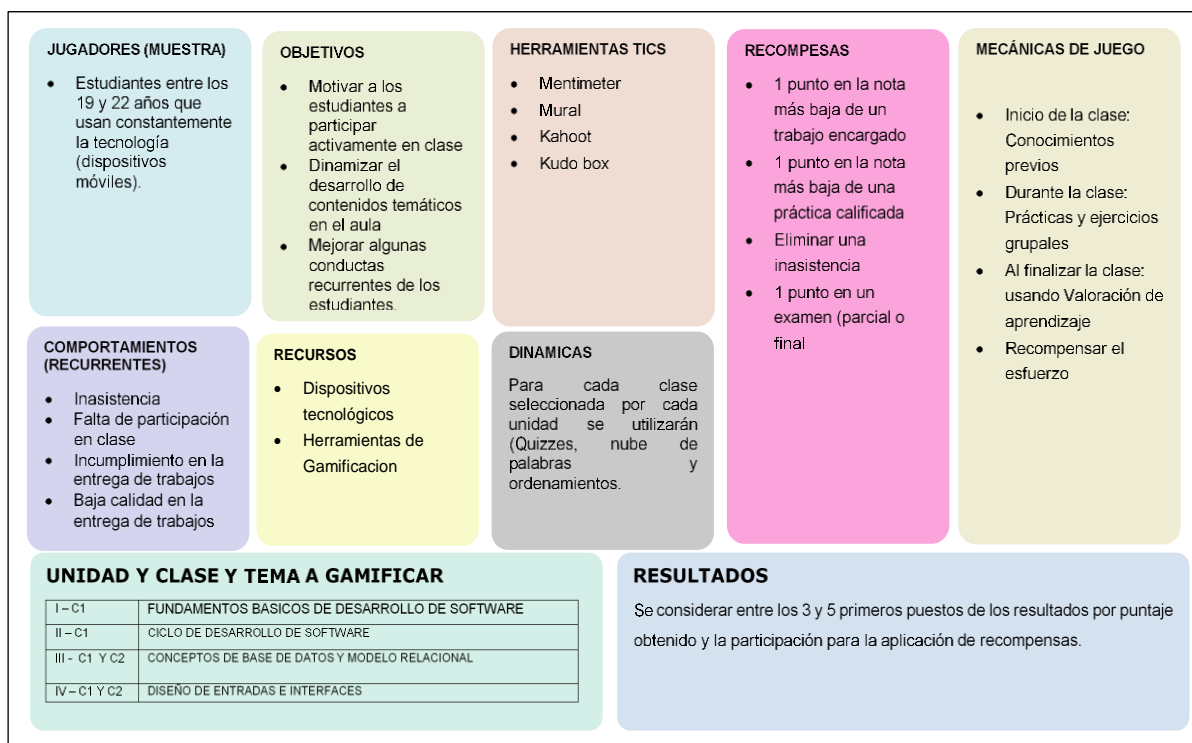 JUGADORES (MUESTRA)
• Estudiantes entre los
19 y 22 años que
usan constantemente
la tecnología
(dispositivos
móviles).
OBJETIVOS
• Motivar a los
estudiantes a
participar
activamente en clase
• Dinamizar el
desarrollo de
contenidos temáticos
en el aula
• Mejorar algunas
conductas
recurrentes de los
estudiantes.
HERRAMIENTAS TICS
• Mentimeter
• Mural
• Kahoot
• Kudo box
RECOMPESAS
• 1 punto en la nota
más baja de un
trabajo encargado
• 1 punto en la nota
más baja de una
práctica calificada
• Eliminar una
inasistencia
• 1 punto en un
examen (parcial o
final
MECÁNICAS DE JUEGO
• Inicio de la clase:
Conocimientos
previos
• Durante la clase:
Prácticas y ejercicios
grupales
• Al finalizar la clase:
usando Valoración de
aprendizaje
• Recompensar el
esfuerzo
COMPORTAMIENTOS
(RECURRENTES)
• Inasistencia
• Falta de participación
en clase
• Incumplimiento en la
entrega de trabajos
• Baja calidad en la
entrega de trabajos
RECURSOS
• Dispositivos
tecnológicos
• Herramientas de
Gamificacion
DINAMICAS
Para cada clase
seleccionada por cada
unidad se utilizarán
(Quizzes, nube de
palabras y
ordenamientos.
UNIDAD Y CLASE Y TEMA A GAMIFICAR
I – C1 FUNDAMENTOS BASICOS DE DESARROLLO DE SOFTWARE
II – C1 CICLO DE DESARROLLO DE SOFTWARE
III - C1 Y C2 CONCEPTOS DE BASE DE DATOS Y MODELO RELACIONAL
IV – C1 Y C2 DISEÑO DE ENTRADAS E INTERFACES
RESULTADOS
Se considerar entre los 3 y 5 primeros puestos de los resultados por puntaje
obtenido y la participación para la aplicación de recompensas.